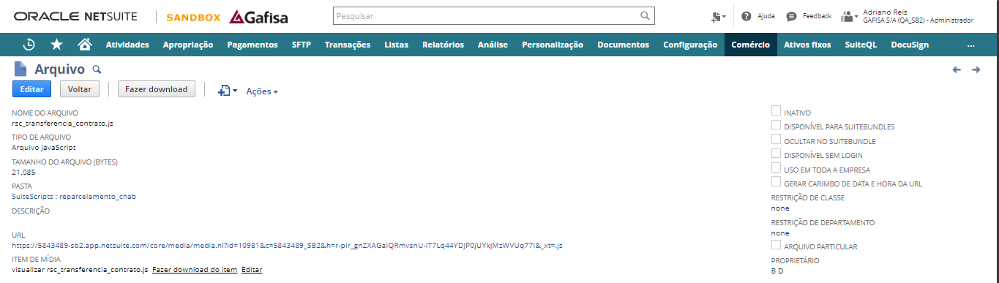 ORACLE NETSUITE SANDBOX Gafisa Pesquisar Ajuda Feedback Adriano Reis
GAFISA S/A (QA_SB2) - Administrador
Atividades Apropriação Pagamentos SFTP Transações Listas Relatórios Análise Personalização Documentos Configuração Comércio Ativos fixos SuiteQL DocuSign ...
Arquivo
Editar Voltar Fazer download Ações
NOME DO ARQUIVO
rsc_transferencia_contrato.js
TIPO DE ARQUIVO
Arquivo JavaScript
TAMANHO DO ARQUIVO (BYTES)
21.085
PASTA
SuiteScripts : reparcelamento_cnab
DESCRIÇÃO
URL
https://5843489-sb2.app.netsuite.com/core/media/media.nl?id=10981&c=5843489_SB2&h=r-pir_gnZXAGaIQRmvsnU-IT7Lq44YDJP0jUYkjMzWVUq77I&_xt=.js
ITEM DE MÍDIA
visualizar rsc_transferencia_contrato.js Fazer download do item Editar
INATIVO
DISPONÍVEL PARA SUITEBUNDLES
OCULTAR NO SUITEBUNDLE
DISPONÍVEL SEM LOGIN
USO EM TODA A EMPRESA
GERAR CARIMBO DE DATA E HORA DA URL
RESTRIÇÃO DE CLASSE
none
RESTRIÇÃO DE DEPARTAMENTO
none
ARQUIVO PARTICULAR
PROPRIETÁRIO
B D